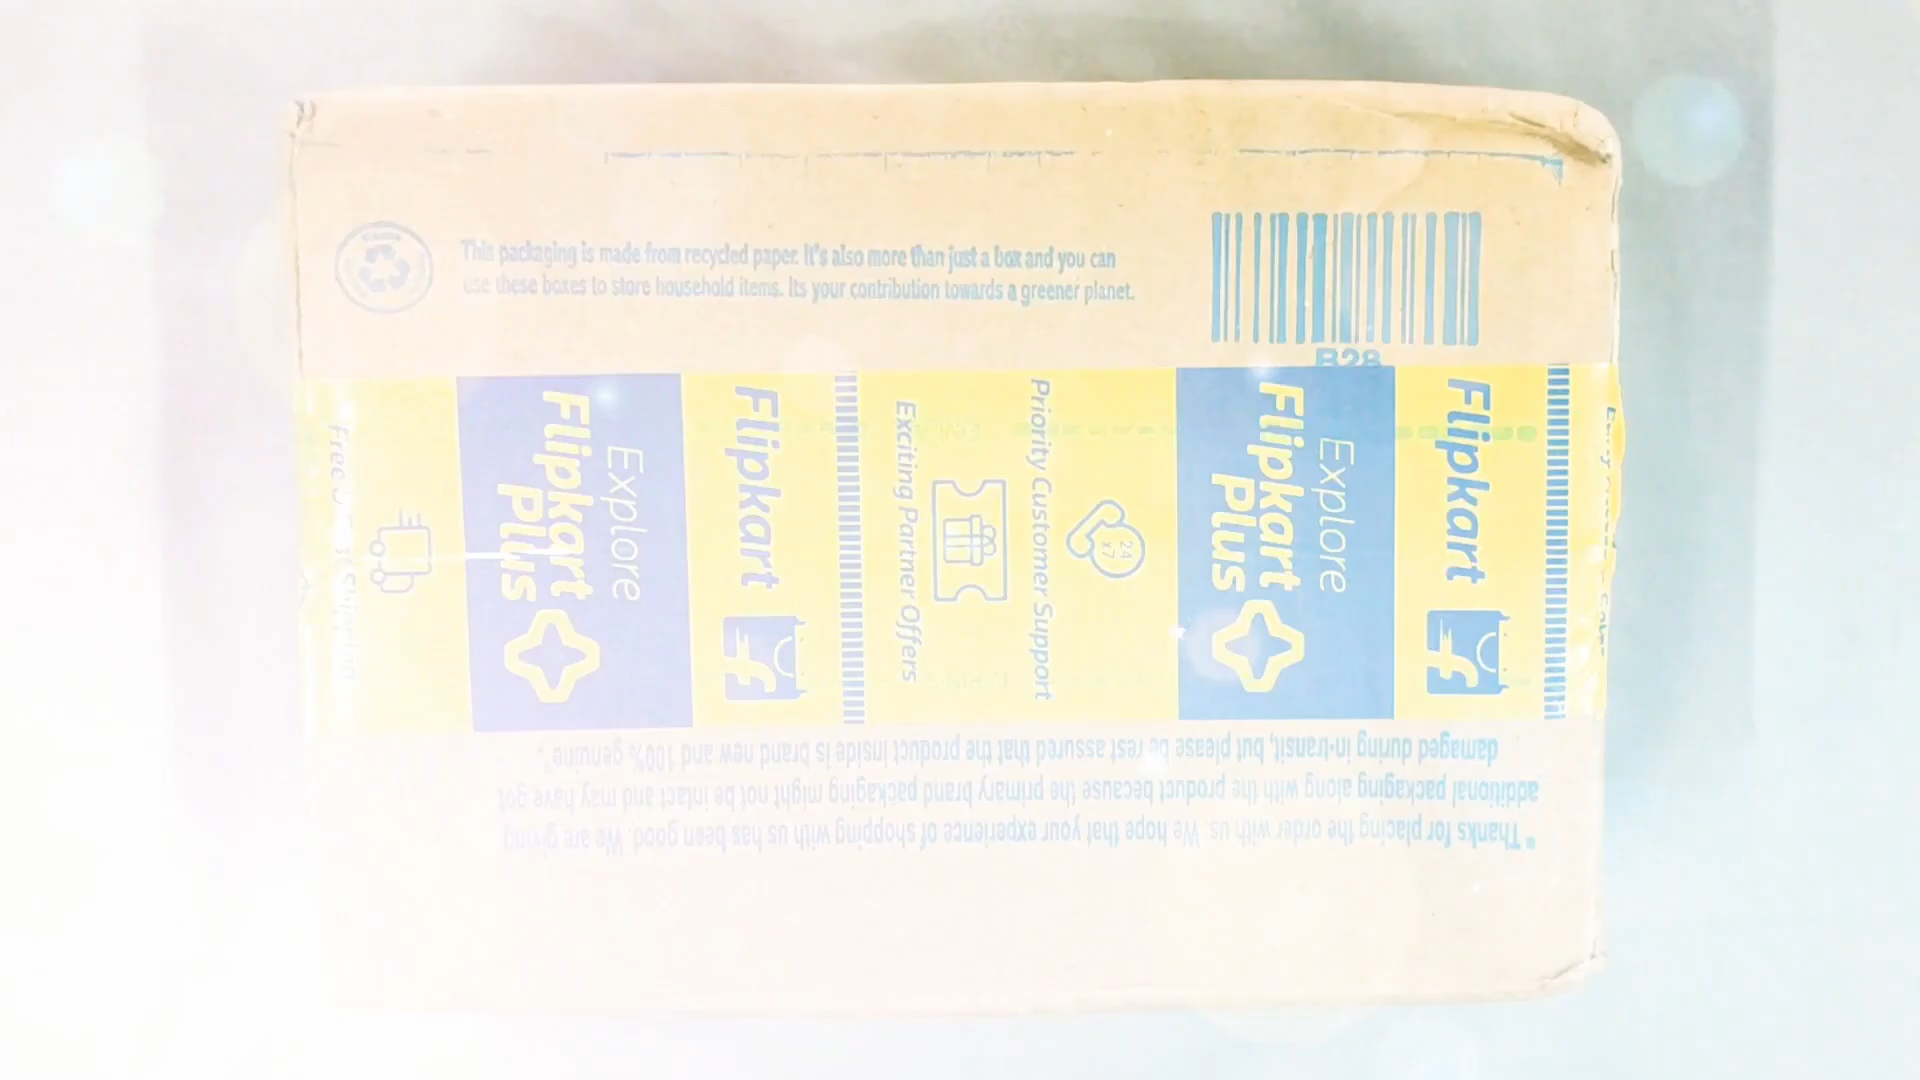 This packaging is made from recycled paper. It's also more than just a box and you can
use these boxes to store household items. Its your contribution towards a greener planet.
B28
Explore
Flipkart
Plus
Flipkart
Exciting Partner Offers
Priority Customer Support
24
x7
Explore
Flipkart
Plus
Flipkart
Free
Shipping
"Thanks for placing the order with us. We hope that your experience of shopping with us has been good. We are giving
additional packaging along with the product because the primary brand packaging might not be intact and may have got
damaged during in-transit, but please be rest assured that the product inside is brand new and 100% genuine".